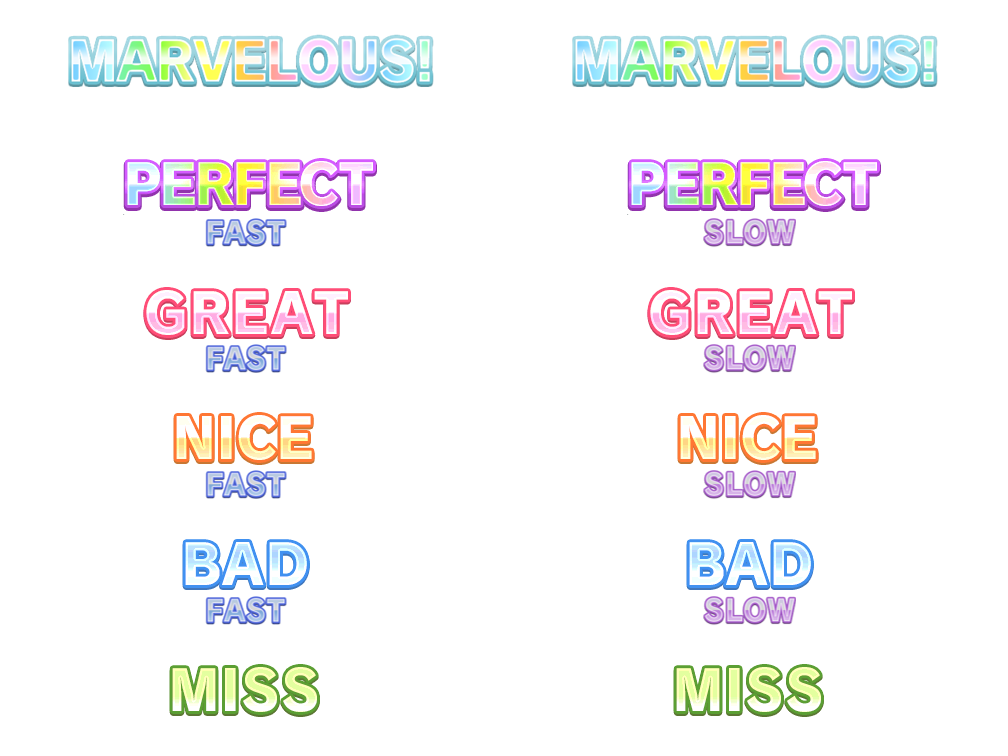 MARVELOUS! MARVELOUS!
PERFECT PERFECT
FAST SLOW
GREAT GREAT
FAST SLOW
NICE NICE
FAST SLOW
BAD BAD
FAST SLOW
MISS MISS